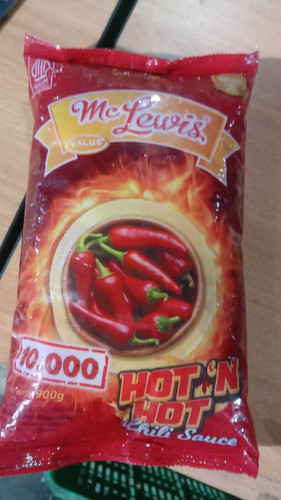 Mc Lewis
VALUE
10.000
900g
HOT 'N
HOT
Chili Sauce